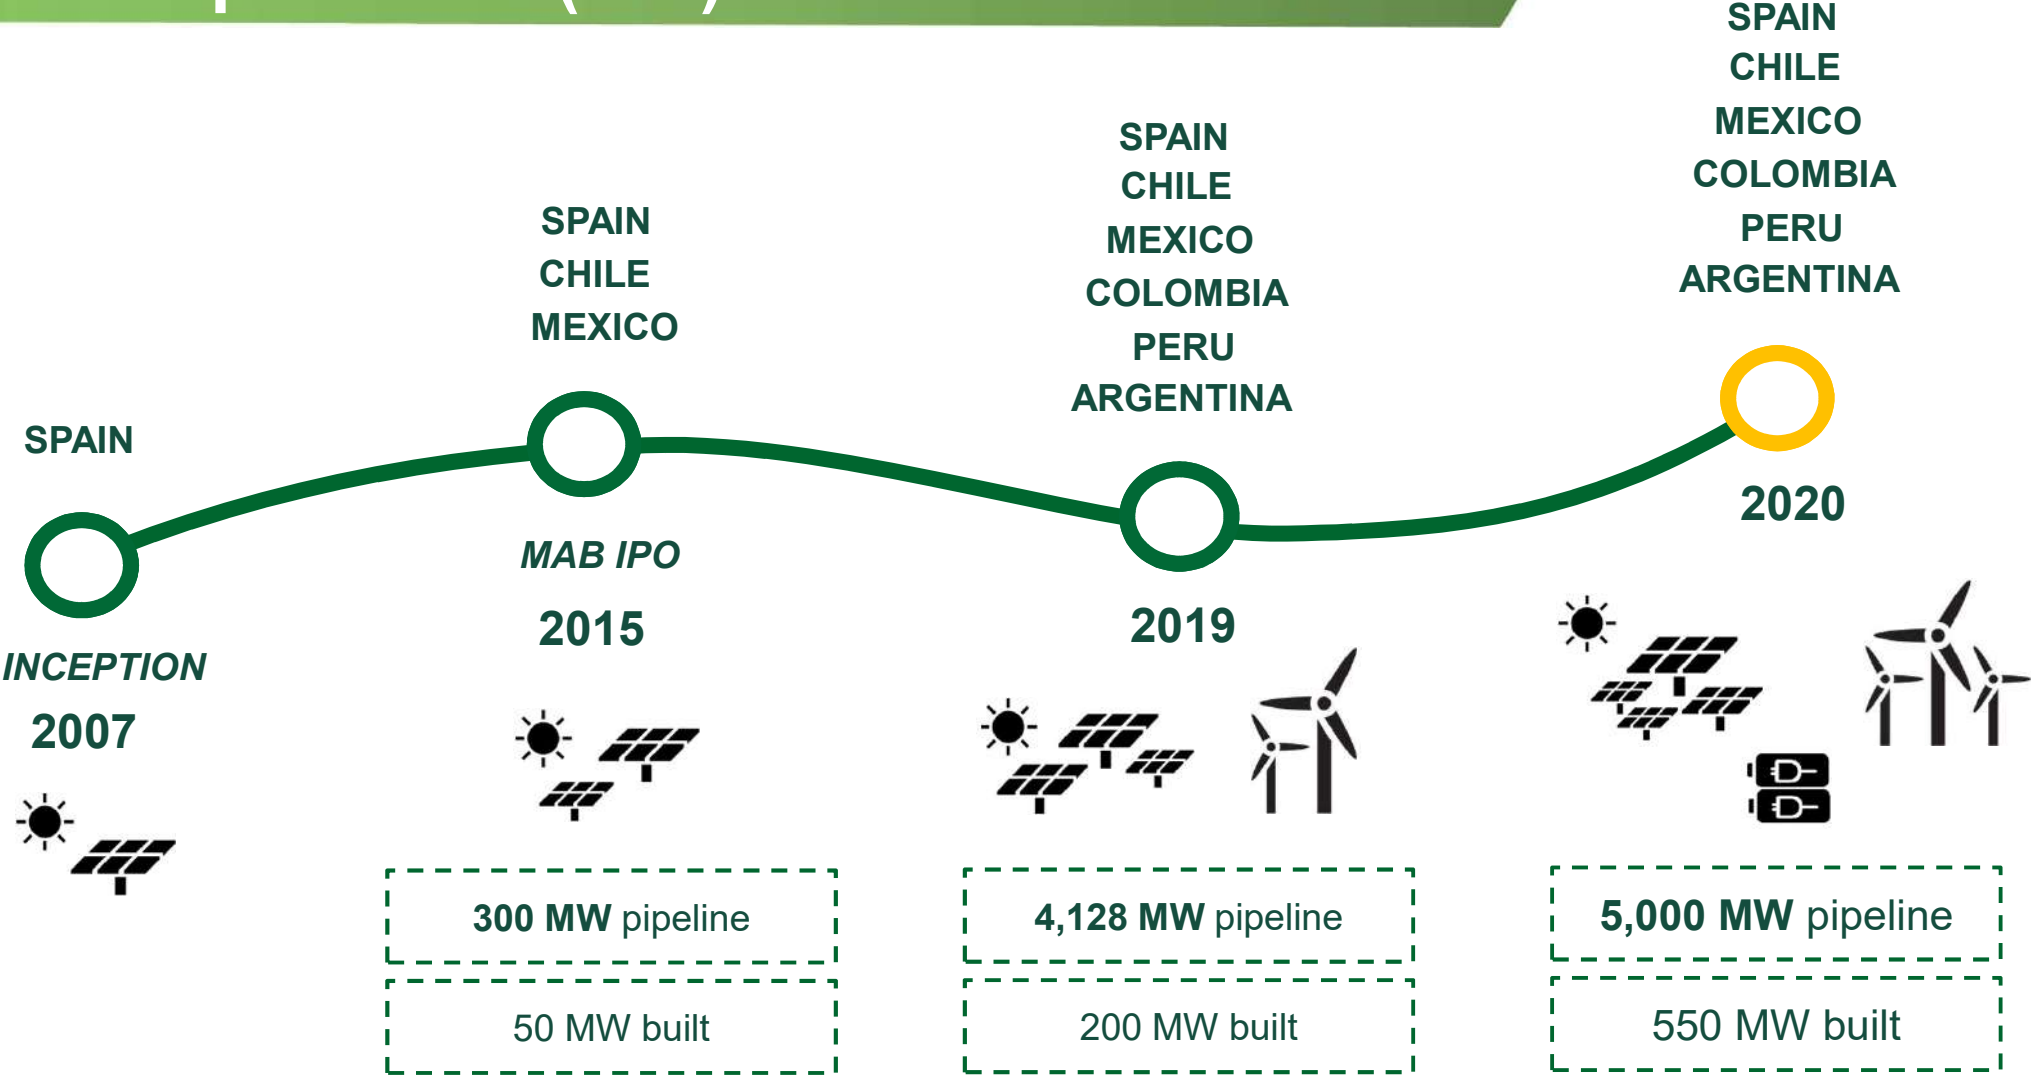 SPAIN
INCEPTION
2007
SPAIN
CHILE
MEXICO
MAB IPO
2015
300 MW pipeline
50 MW built
SPAIN
CHILE
MEXICO
COLOMBIA
PERU
ARGENTINA
2019
4,128 MW pipeline
200 MW built
SPAIN
CHILE
MEXICO
COLOMBIA
PERU
ARGENTINA
2020
5,000 MW pipeline
550 MW built